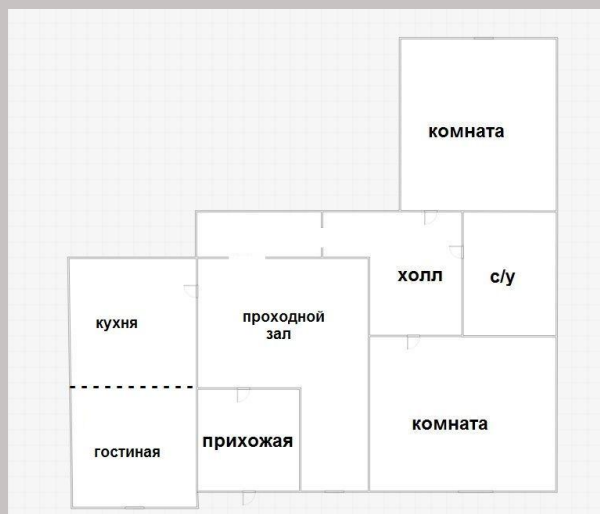 комната
холл
с/у
проходной
зал
кухня
комната
прихожая
гостиная